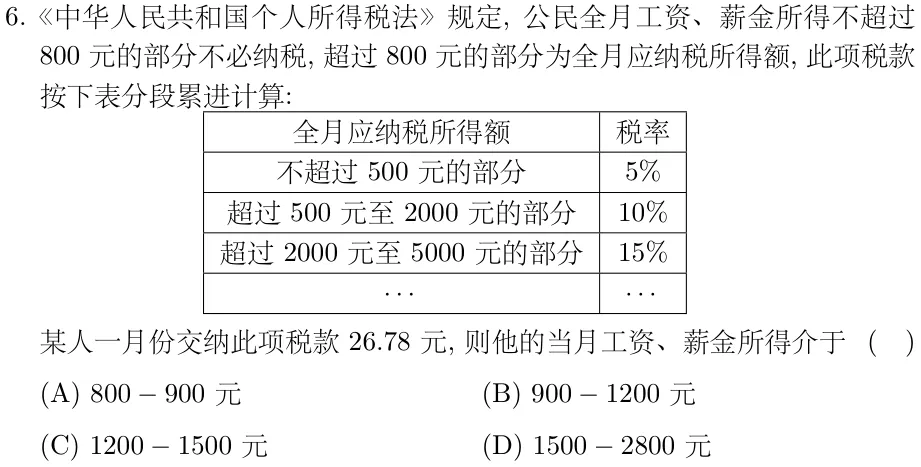 6. 《中华人民共和国个人所得税法》规定, 公民全月工资、薪金所得不超过
800 元的部分不必纳税, 超过 800 元的部分为全月应纳税所得额, 此项税款
按下表分段累进计算:
全月应纳税所得额 税率
不超过 500 元的部分 5%
超过 500 元至 2000 元的部分 10%
超过 2000 元至 5000 元的部分 15%
··· ···
某人一月份交纳此项税款 26.78 元, 则他的当月工资、薪金所得介于 ( )
(A) 800 − 900 元 (B) 900 − 1200 元
(C) 1200 − 1500 元 (D) 1500 − 2800 元